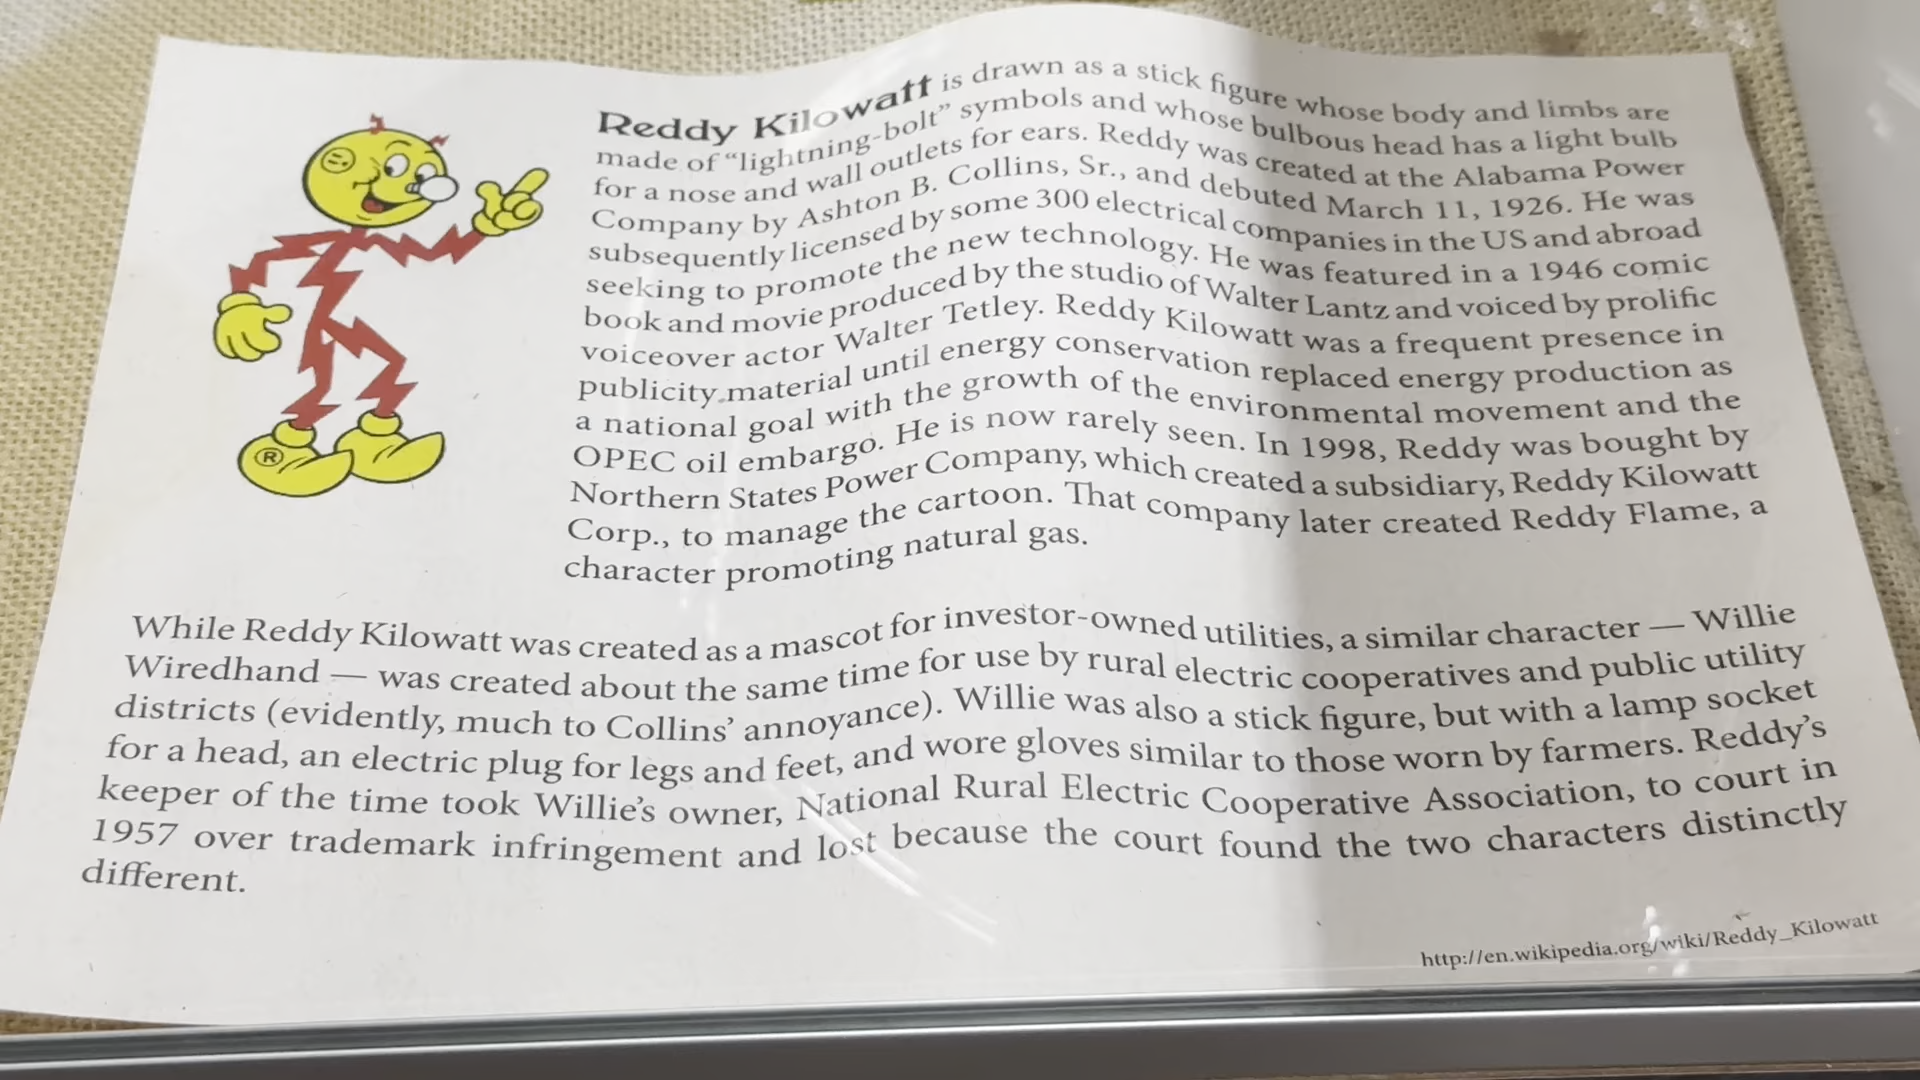 Reddy Kilowatt is drawn as a stick figure whose body and limbs are
made of “lightning-bolt” symbols and whose bulbous head has a light bulb
for a nose and wall outlets for ears. Reddy was created at the Alabama Power
Company by Ashton B. Collins, Sr., and debuted March 11, 1926. He was
subsequently licensed by some 300 electrical companies in the US and abroad
seeking to promote the new technology. He was featured in a 1946 comic
book and movie produced by the studio of Walter Lantz and voiced by prolific
voiceover actor Walter Tetley. Reddy Kilowatt was a frequent presence in
publicity material until energy conservation replaced energy production as
a national goal with the growth of the environmental movement and the
OPEC oil embargo. He is now rarely seen. In 1998, Reddy was bought by
Northern States Power Company, which created a subsidiary, Reddy Kilowatt
Corp., to manage the cartoon. That company later created Reddy Flame, a
character promoting natural gas.
®
While Reddy Kilowatt was created as a mascot for investor-owned utilities, a similar character — Willie
Wiredhand — was created about the same time for use by rural electric cooperatives and public utility
districts (evidently, much to Collins’ annoyance). Willie was also a stick figure, but with a lamp socket
for a head, an electric plug for legs and feet, and wore gloves similar to those worn by farmers. Reddy’s
keeper of the time took Willie’s owner, National Rural Electric Cooperative Association, to court in
1957 over trademark infringement and lost because the court found the two characters distinctly
different.
http://en.wikipedia.org/wiki/Reddy_Kilowatt